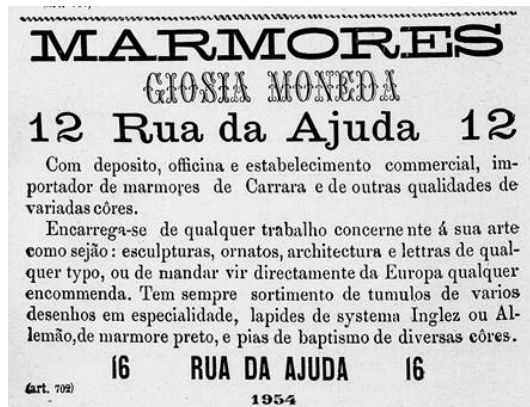 MARMORES
GIOSIA MONEDA
12 Rua da Ajuda 12
Com deposito, officina e estabelecimento commercial, im-
portador de marmores de Carrara e de outras qualidades de
variadas côres.
Encarrega-se de qualquer trabalho concerne nte á sua arte
como sejão: esculpturas, ornatos, architectura e lettras de qual-
quer typo, ou de mandar vir directamente da Europa qualquer
encommenda. Tem sempre sortimento de tumulos de varios
desenhos em especialidade, lapides de systema Inglez ou Al-
lemão, de marmore preto, e pias de baptismo de diversas côres.
16 RUA DA AJUDA 16
(art. 702)
1954